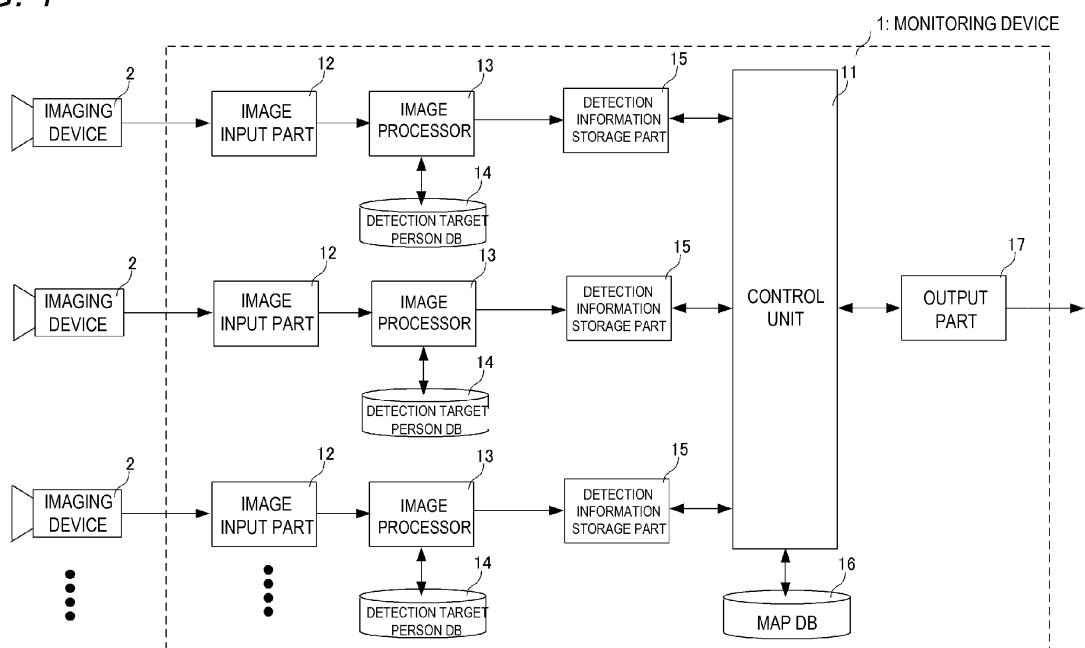 1: MONITORING DEVICE
2
12
13
15
11
IMAGING
DEVICE
IMAGE
INPUT PART
IMAGE
PROCESSOR
DETECTION
INFORMATION
STORAGE PART
14
DETECTION TARGET
PERSON DB
2
12
13
15
17
IMAGING
DEVICE
IMAGE
INPUT PART
IMAGE
PROCESSOR
DETECTION
INFORMATION
STORAGE PART
CONTROL
UNIT
OUTPUT
PART
14
DETECTION TARGET
PERSON DB
2
12
13
15
IMAGING
DEVICE
IMAGE
INPUT PART
IMAGE
PROCESSOR
DETECTION
INFORMATION
STORAGE PART
14
DETECTION TARGET
PERSON DB
16
MAP DB